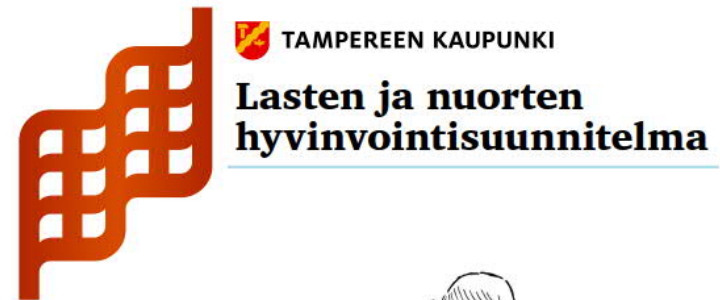 TAMPEREEN KAUPUNKI
Lasten ja nuorten
hyvinvointisuunnitelma